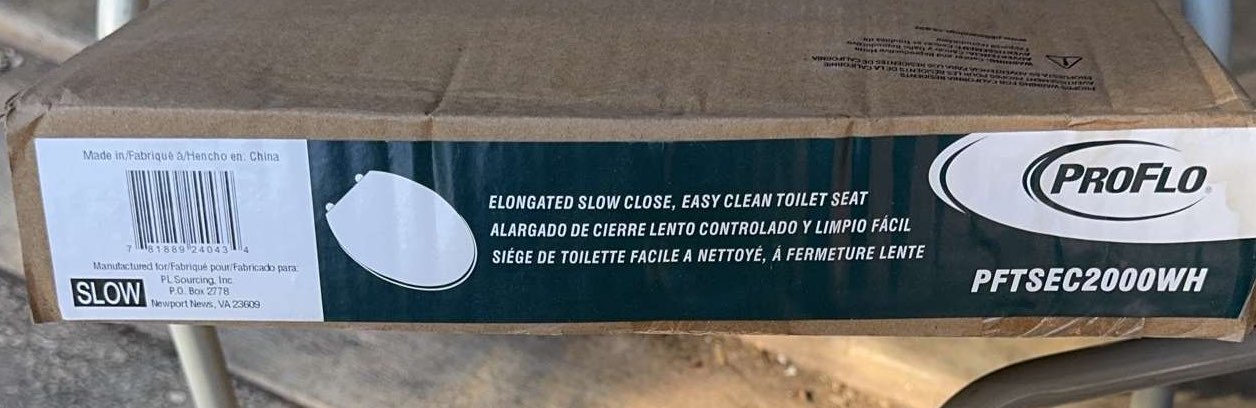 Made in/Fabriqué à/Hencho en: China
7 81889 24043 4
Manufactured for/Fabriqué pour/Fabricado para:
PL Sourcing, Inc.
P.O. Box 2778
Newport News, VA 23609
SLOW
ELONGATED SLOW CLOSE, EASY CLEAN TOILET SEAT
ALARGADO DE CIERRE LENTO CONTROLADO Y LIMPIO FÁCIL
SIÉGE DE TOILETTE FACILE A NETTOYÉ, Á FERMETURE LENTE
PROFLO®
PFTSEC2000WH